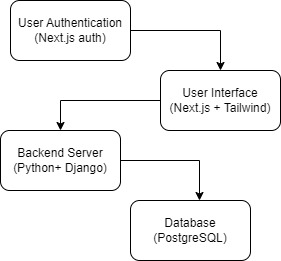 User Authentication
(Next.js auth)
User Interface
(Next.js + Tailwind)
Backend Server
(Python+ Django)
Database
(PostgreSQL)